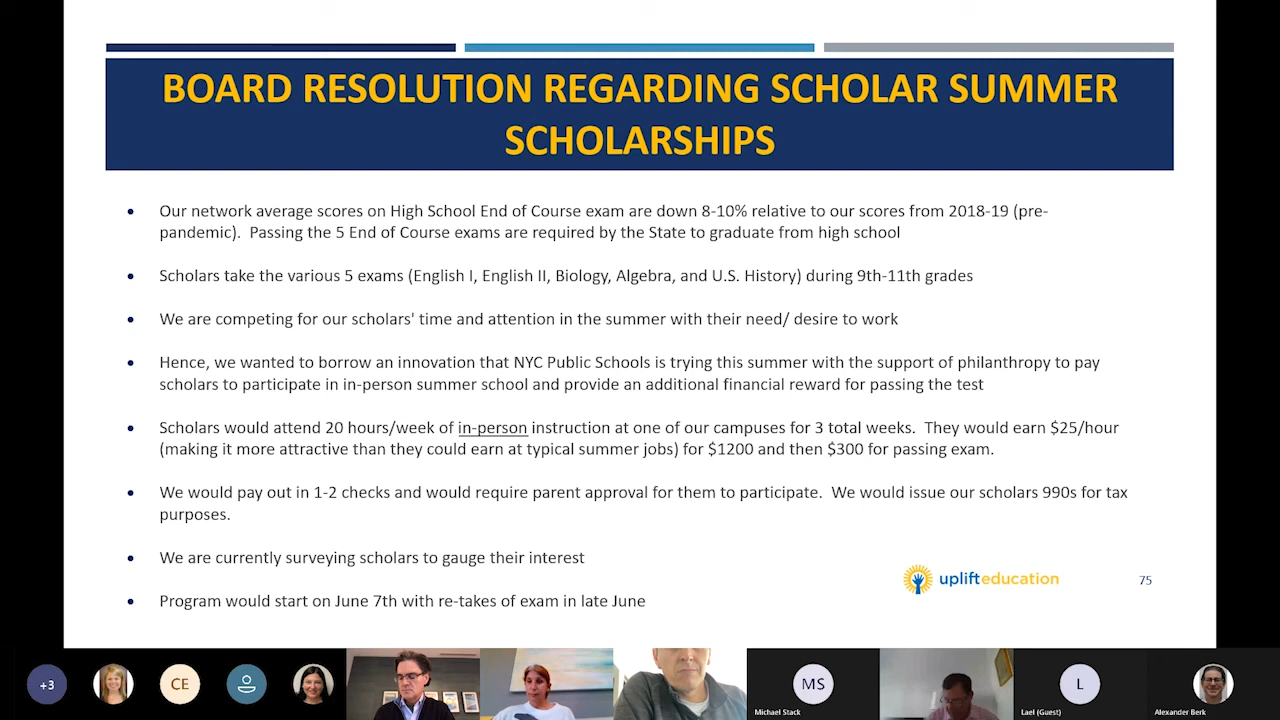 BOARD RESOLUTION REGARDING SCHOLAR SUMMER
SCHOLARSHIPS
• Our network average scores on High School End of Course exam are down 8-10% relative to our scores from 2018-19 (pre-
pandemic). Passing the 5 End of Course exams are required by the State to graduate from high school
• Scholars take the various 5 exams (English I, English II, Biology, Algebra, and U.S. History) during 9th-11th grades
• We are competing for our scholars' time and attention in the summer with their need/ desire to work
• Hence, we wanted to borrow an innovation that NYC Public Schools is trying this summer with the support of philanthropy to pay
scholars to participate in in-person summer school and provide an additional financial reward for passing the test
• Scholars would attend 20 hours/week of in-person instruction at one of our campuses for 3 total weeks. They would earn $25/hour
(making it more attractive than they could earn at typical summer jobs) for $1200 and then $300 for passing exam.
• We would pay out in 1-2 checks and would require parent approval for them to participate. We would issue our scholars 990s for tax
purposes.
• We are currently surveying scholars to gauge their interest
uplifteducation
75
• Program would start on June 7th with re-takes of exam in late June
+3
CE
MS
L
Michael Stack
Lael (Guest)
Alexander Berk